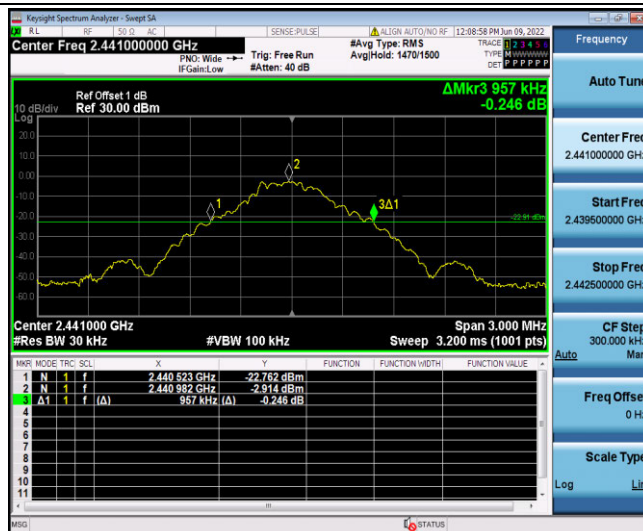 Keysight Spectrum Analyzer - Swept SA
RL RF 50 Ω AC SENSE:PULSE ALIGN AUTO/NO RF 12:08:58 PM Jun 09, 2022
Center Freq 2.441000000 GHz
PNO: Wide
IFGain:Low
Trig: Free Run
#Atten: 40 dB
#Avg Type: RMS
Avg|Hold: 1470/1500
TRACE 1 2 3 4 5 6
TYPE M W W W W W
DET P P P P P P
Ref Offset 1 dB
Ref 30.00 dBm
10 dB/div
Log
ΔMkr3 957 kHz
-0.246 dB
20.0
10.0
0.00
-10.0
-20.0
-30.0
-40.0
-50.0
-60.0
1
2
3Δ1
-22.91 dBm
Center 2.441000 GHz
Span 3.000 MHz
#Res BW 30 kHz
#VBW 100 kHz
Sweep 3.200 ms (1001 pts)
MKR MODE TRC SCL X Y FUNCTION FUNCTION WIDTH FUNCTION VALUE
1 N 1 f 2.440 523 GHz -22.762 dBm
2 N 1 f 2.440 982 GHz -2.914 dBm
3 Δ1 1 f (Δ) 957 kHz (Δ) -0.246 dB
4
5
6
7
8
9
10
11
MSG
STATUS
Frequency
Auto Tune
Center Freq
2.441000000 GHz
Start Freq
2.439500000 GHz
Stop Freq
2.442500000 GHz
CF Step
300.000 kHz
Auto Man
Freq Offset
0 Hz
Scale Type
Log Lin